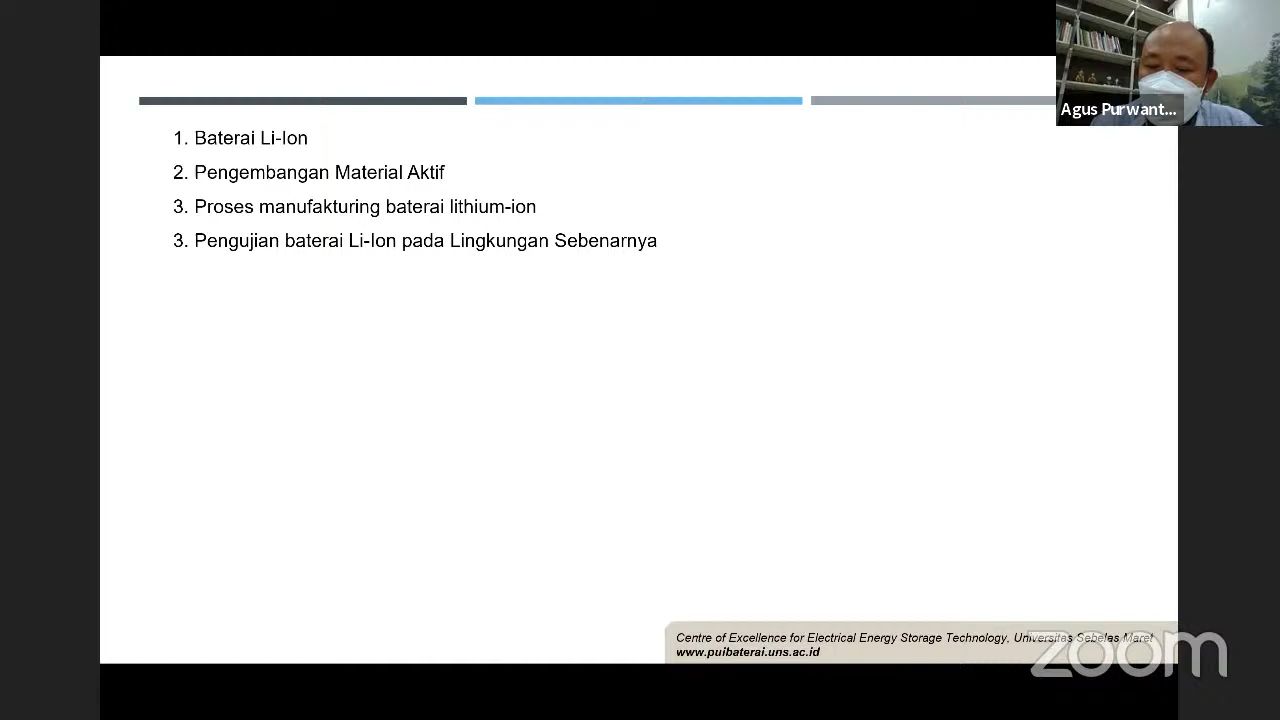 Agus Purwant...
1. Baterai Li-Ion
2. Pengembangan Material Aktif
3. Proses manufakturing baterai lithium-ion
3. Pengujian baterai Li-Ion pada Lingkungan Sebenarnya
Centre of Excellence for Electrical Energy Storage Technology, Universitas Sebelas Maret
www.puibaterai.uns.ac.id
zoom